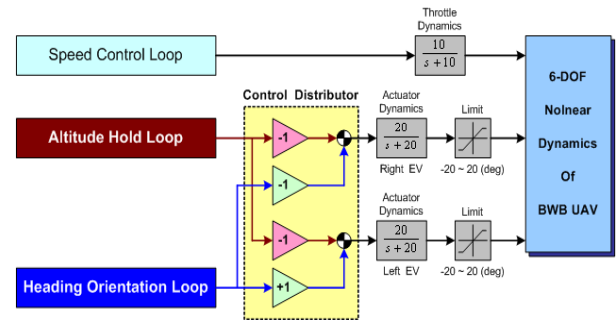 Throttle
Dynamics
Speed Control Loop
10
s+10
6-DOF
Nolnear
Dynamics
Of
BWB UAV
Control Distributor
Actuator
Dynamics
Limit
Altitude Hold Loop
-1
20
s+20
Right EV
-20 ~ 20 (deg)
-1
Actuator
Dynamics
Limit
-1
20
s+20
Left EV
-20 ~ 20 (deg)
Heading Orientation Loop
+1